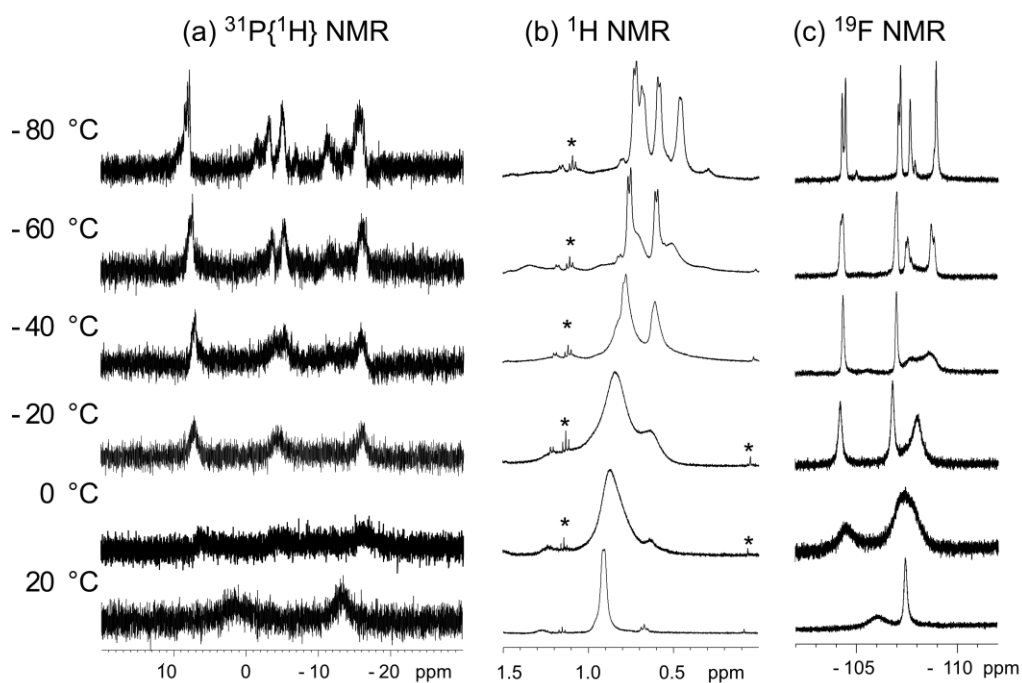 (a) ³¹P{¹H} NMR (b) ¹H NMR (c) ¹⁹F NMR
- 80 °C
*
- 60 °C
*
- 40 °C
*
- 20 °C
* *
0 °C
* *
20 °C
10 0 - 10 - 20 ppm 1.5 1.0 0.5 ppm - 105 - 110 ppm